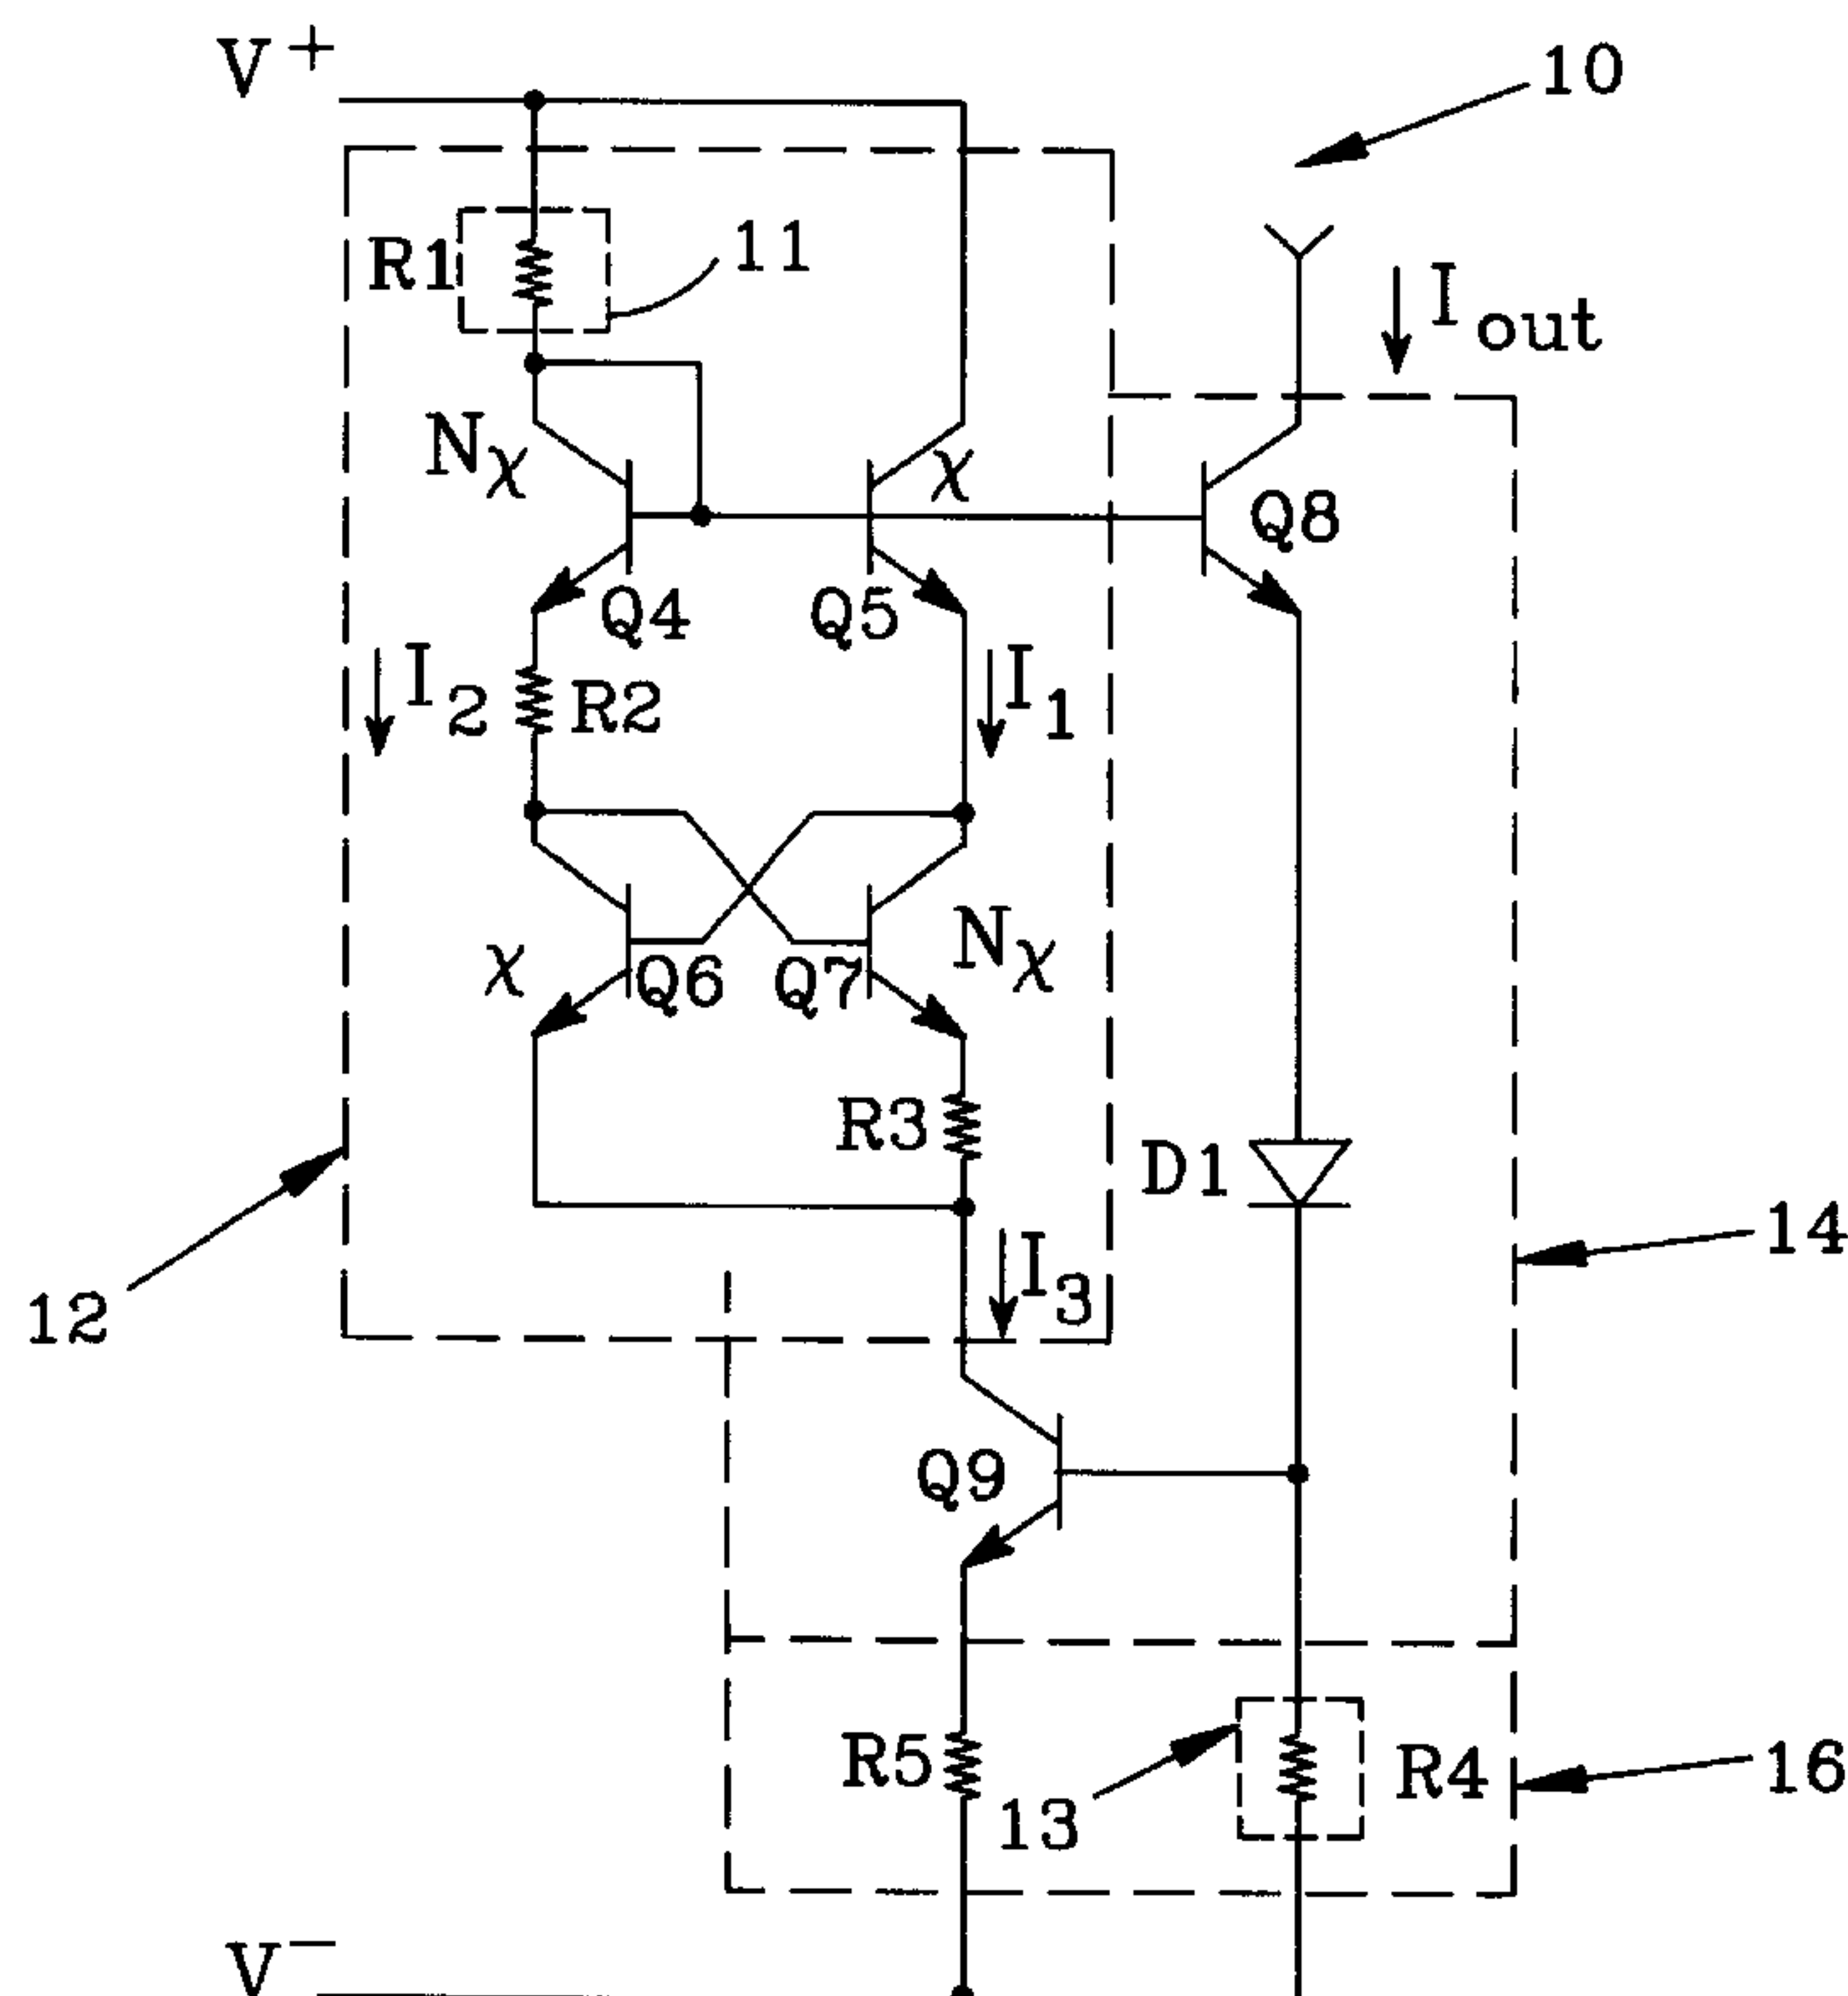 V+
10
R1
11
Iout
Nχ
χ
Q8
Q4
Q5
I2
R2
I1
χ
Q6
Q7
Nχ
R3
D1
14
12
I3
Q9
R5
R4
16
13
V−